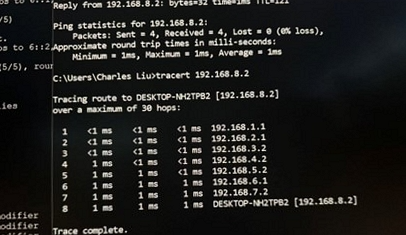 Reply from 192.168.8.2: bytes=32 time=1ms TTL=121
/5)
Ping statistics for 192.168.8.2:
Packets: Sent = 4, Received = 4, Lost = 0 (0% loss),
os to 6::2, Approximate round trip times in milli-seconds:
(5/5), Minimum = 1ms, Maximum = 1ms, Average = 1ms
C:\Users\Charles Liu>tracert 192.168.8.2
Tracing route to DESKTOP-NH2TPB2 [192.168.8.2]
over a maximum of 30 hops:
1 <1 ms <1 ms <1 ms 192.168.1.1
2 <1 ms <1 ms <1 ms 192.168.2.1
3 <1 ms <1 ms <1 ms 192.168.3.2
4 <1 ms 1 ms <1 ms 192.168.4.2
5 1 ms 1 ms <1 ms 192.168.5.2
6 1 ms 1 ms <1 ms 192.168.6.1
7 1 ms 1 ms <1 ms 192.168.7.2
8 1 ms 1 ms 1 ms DESKTOP-NH2TPB2 [192.168.8.2]
odifier
Trace complete.